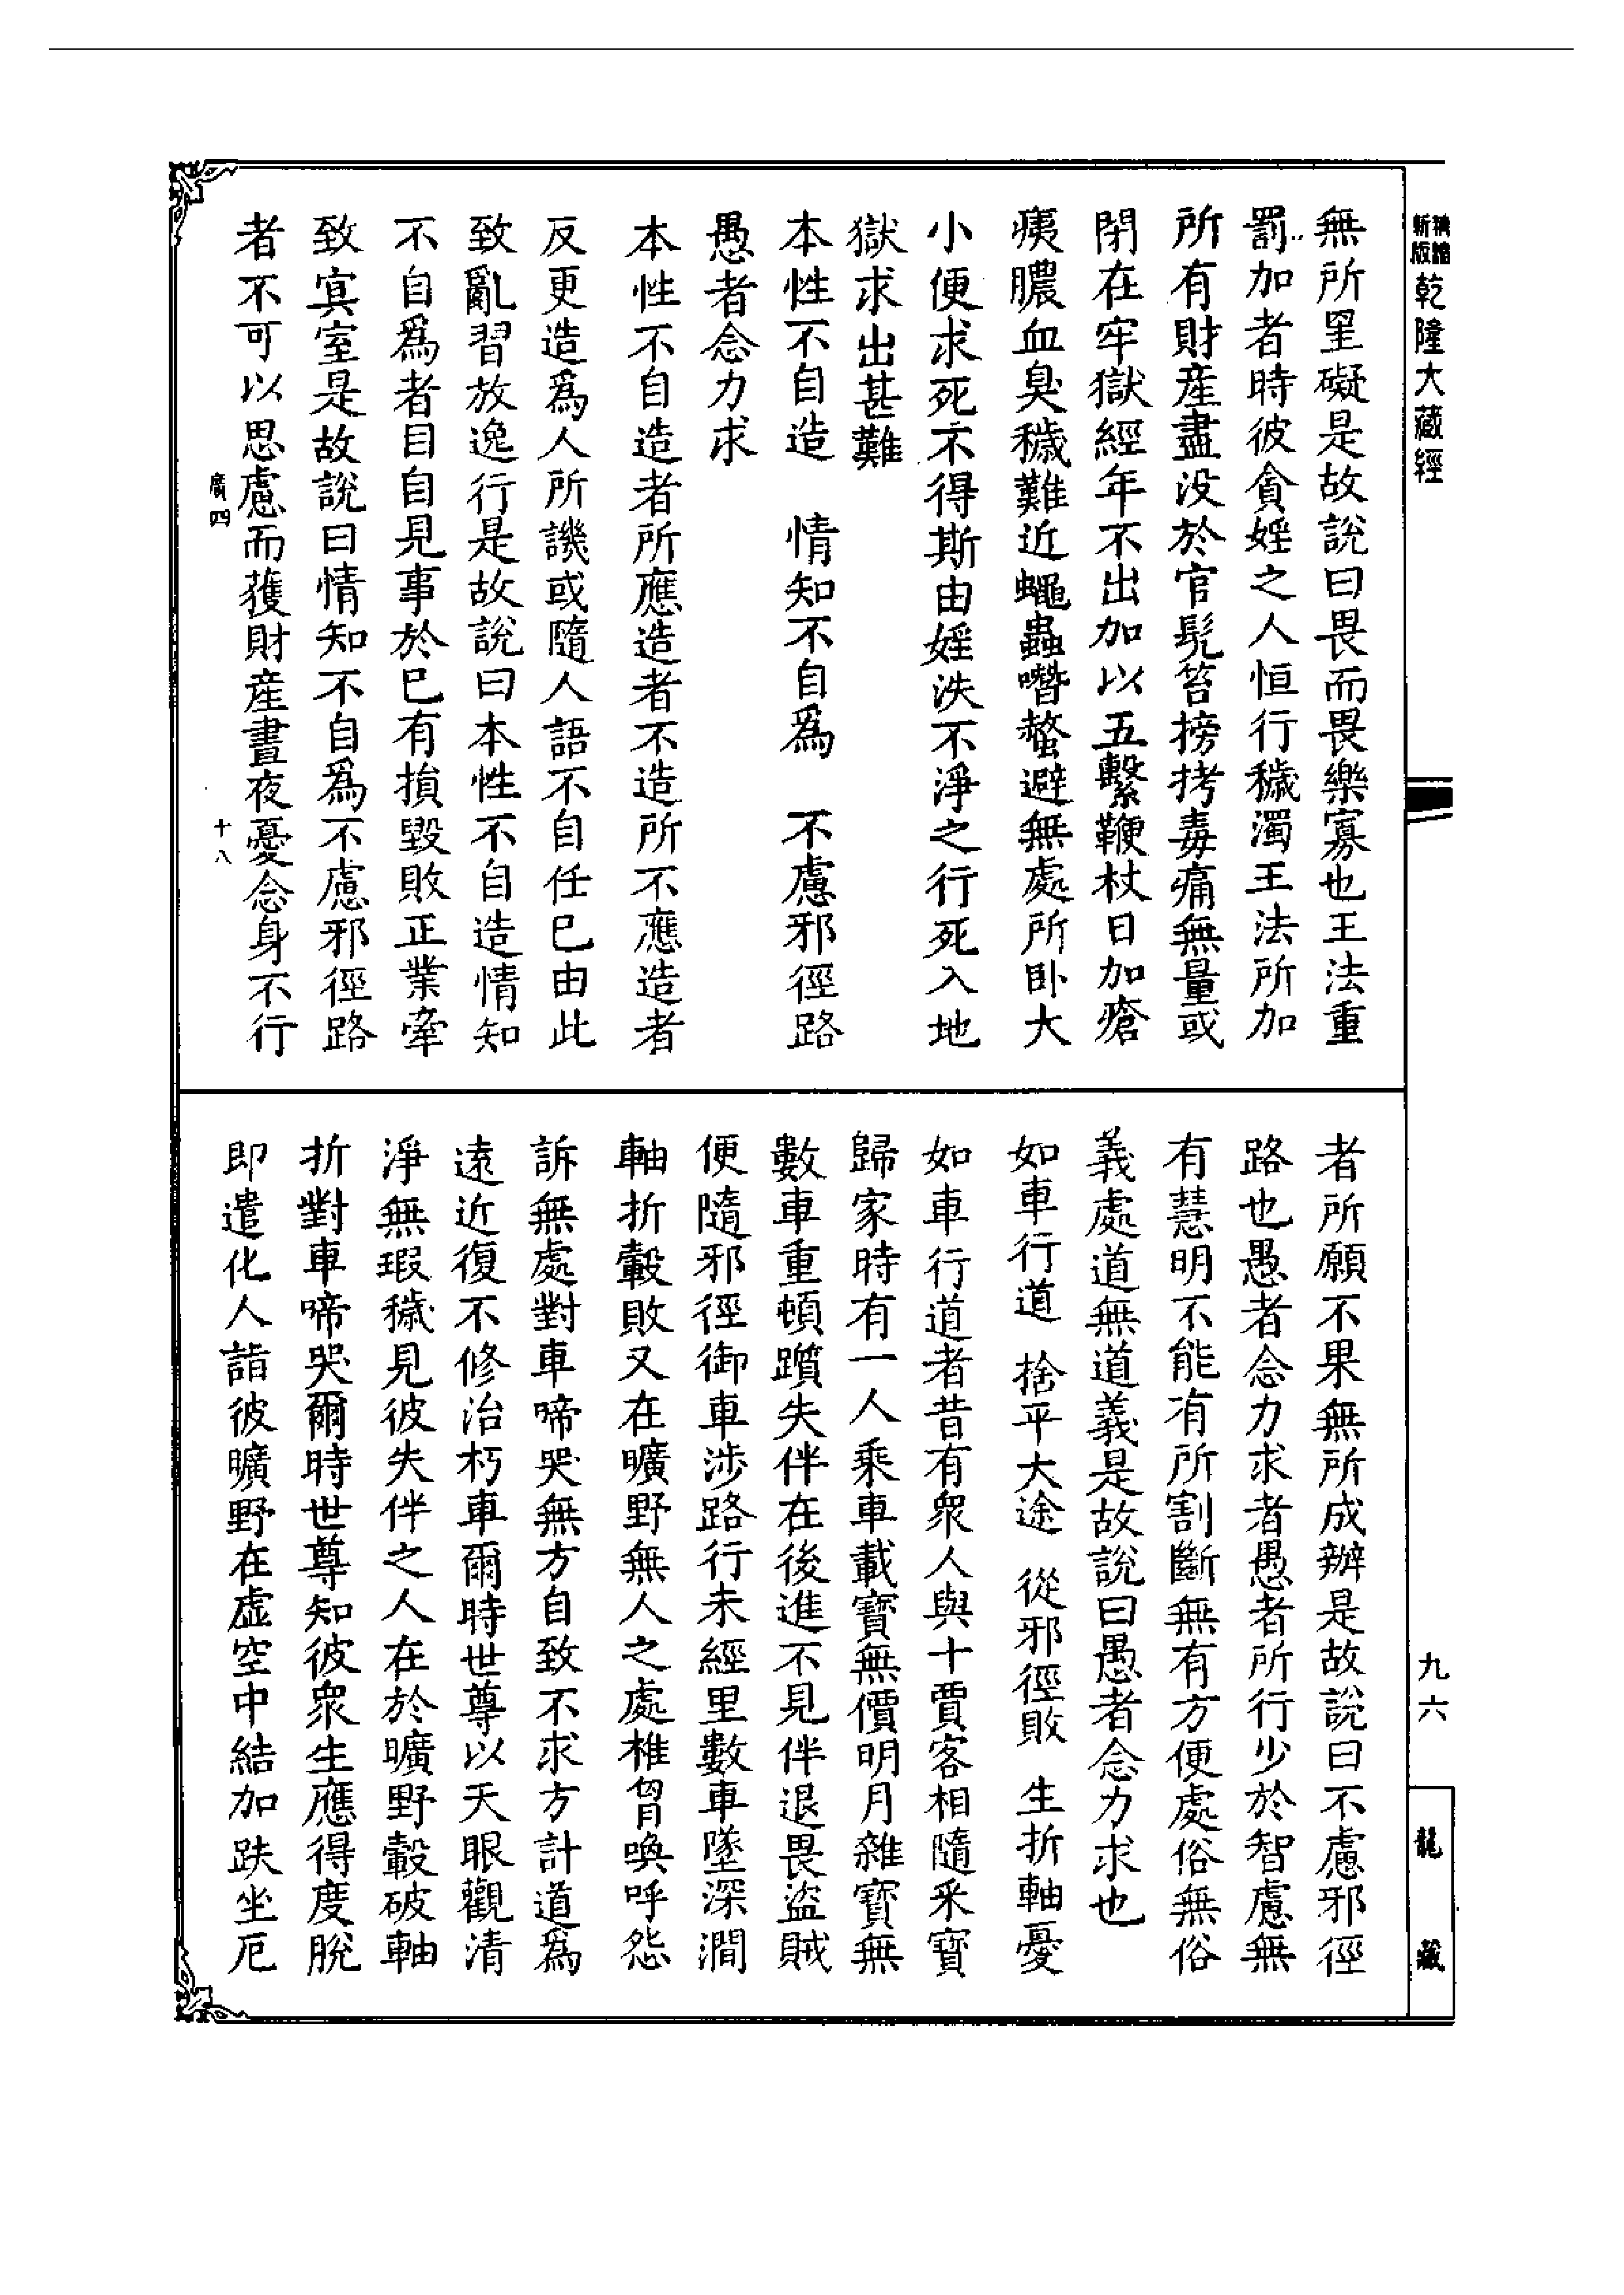 精譜新版乾隆大藏經
無所罣礙是故說曰畏而畏樂寡也王法重
罰加者時彼貪婬之人恒行穢濁王法所加
所有財產盡没於官髡笞搒拷毒痛無量或
閉在牢獄經年不出加以五繫鞭杖日加瘡
痍膿血臭穢難近蠅蟲噆螫避無處所卧大
小便求死不得斯由婬泆不淨之行死入地
獄求出甚難
本性不自造 情知不自爲 不慮邪徑路
愚者念力求
本性不自造者所應造者不造所不應造者
反更造爲人所譏或隨人語不自任已由此
致亂習放逸行是故說曰本性不自造情知
不自爲者目自見事於已有損毀敗正業牽
致寘室是故說曰情知不自爲不慮邪徑路
者不可以思慮而獲財産晝夜憂念身不行
廣四 十八
者所願不果無所成辦是故說曰不慮邪徑
路也愚者念力求者愚者所行少於智慮無
有慧明不能有所割斷無有方便處俗無俗
義處道無道義是故說曰愚者念力求也
如車行道 捨平大途 從邪徑敗 生折軸憂
如車行道者昔有衆人與十賈客相隨采寶
歸家時有一人乘車載寶無價明月雜寶無
數車重頓躓失伴在後進不見伴退畏盜賊
便隨邪徑御車涉路行未經里數車墜深澗
軸折轂敗又在曠野無人之處椎胷喚呼怨
訴無處對車啼哭無方自致不求方計道爲
遠近復不修治朽車爾時世尊以天眼觀清
淨無瑕穢見彼失伴之人在於曠野轂破軸
折對車啼哭爾時世尊知彼衆生應得度脫
即遣化人詣彼曠野在虛空中結加趺坐㡯
九六
龍藏